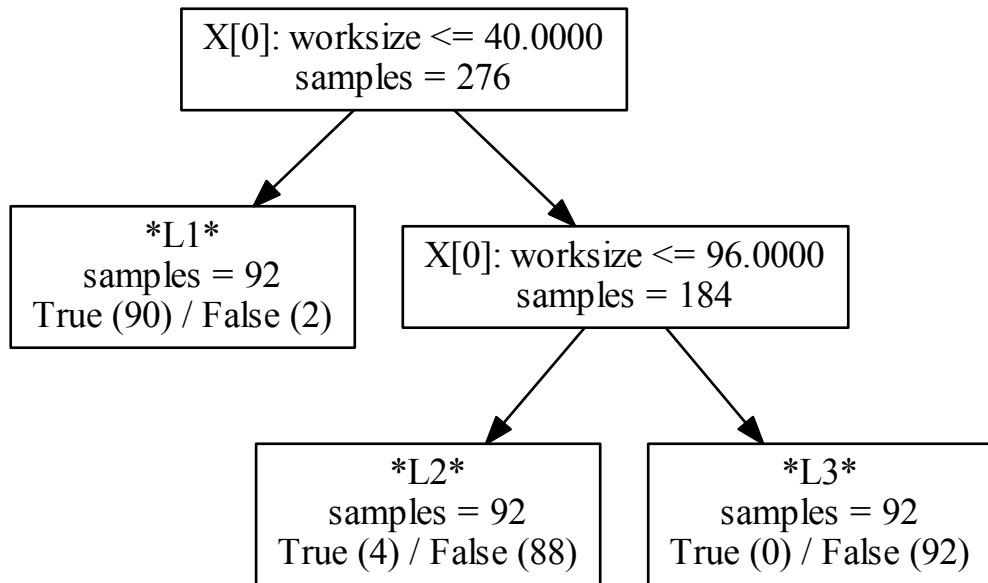 X[0]: worksize <= 40.0000
samples = 276
*L1*
samples = 92
True (90) / False (2)
X[0]: worksize <= 96.0000
samples = 184
*L2*
samples = 92
True (4) / False (88)
*L3*
samples = 92
True (0) / False (92)